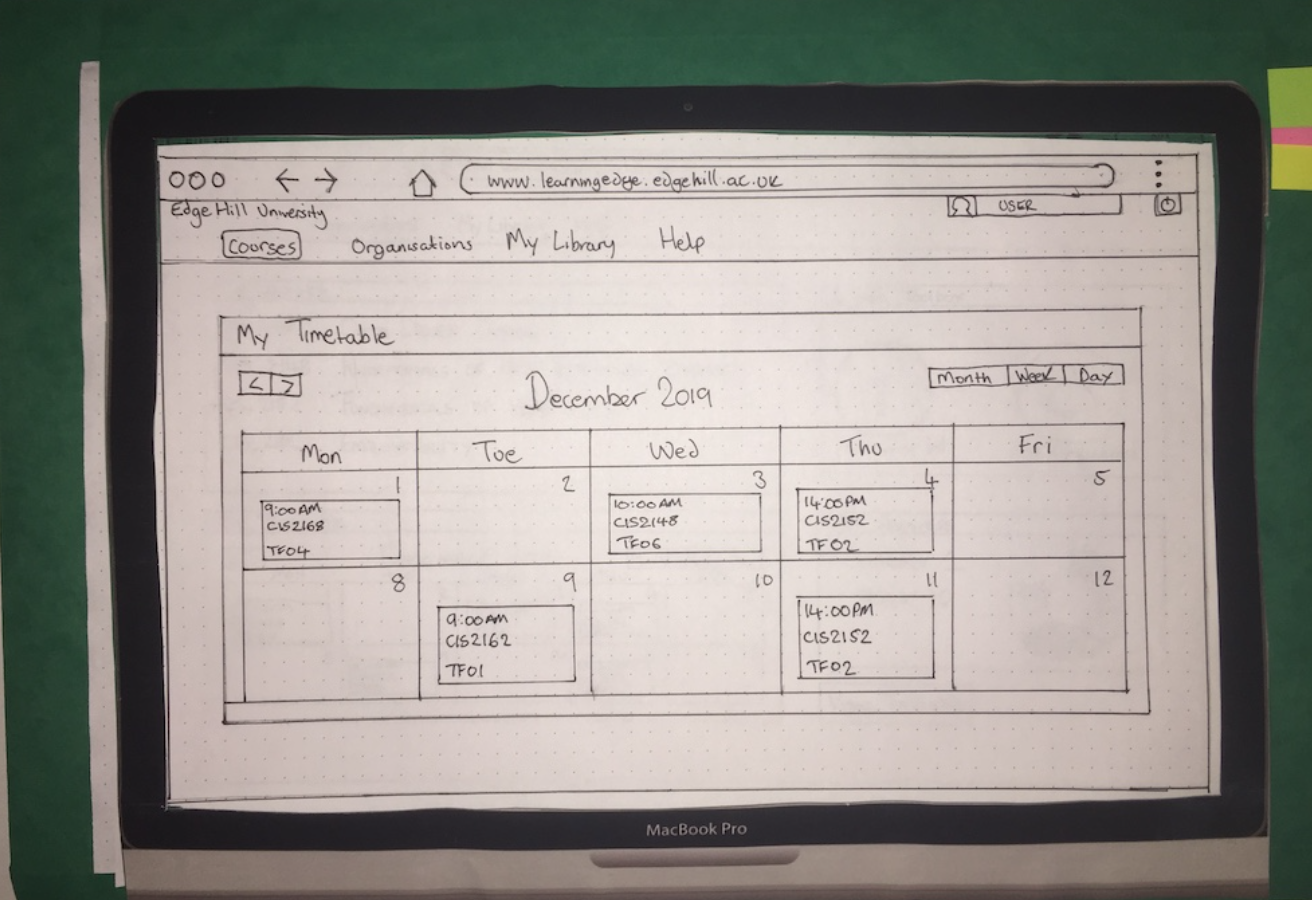 www.learningedge.edgehill.ac.uk
Edge Hill University
USER
Courses Organisations My Library Help
My Timetable
< >
December 2019
Month Week Day
Mon Tue Wed Thu Fri
1 2 3 4 5
9:00AM
CIS2168
TF04
10:00AM
CIS2148
TF06
14:00PM
CIS2152
TF02
8 9 10 11 12
9:00AM
CIS2162
TF01
14:00PM
CIS2152
TF02
MacBook Pro